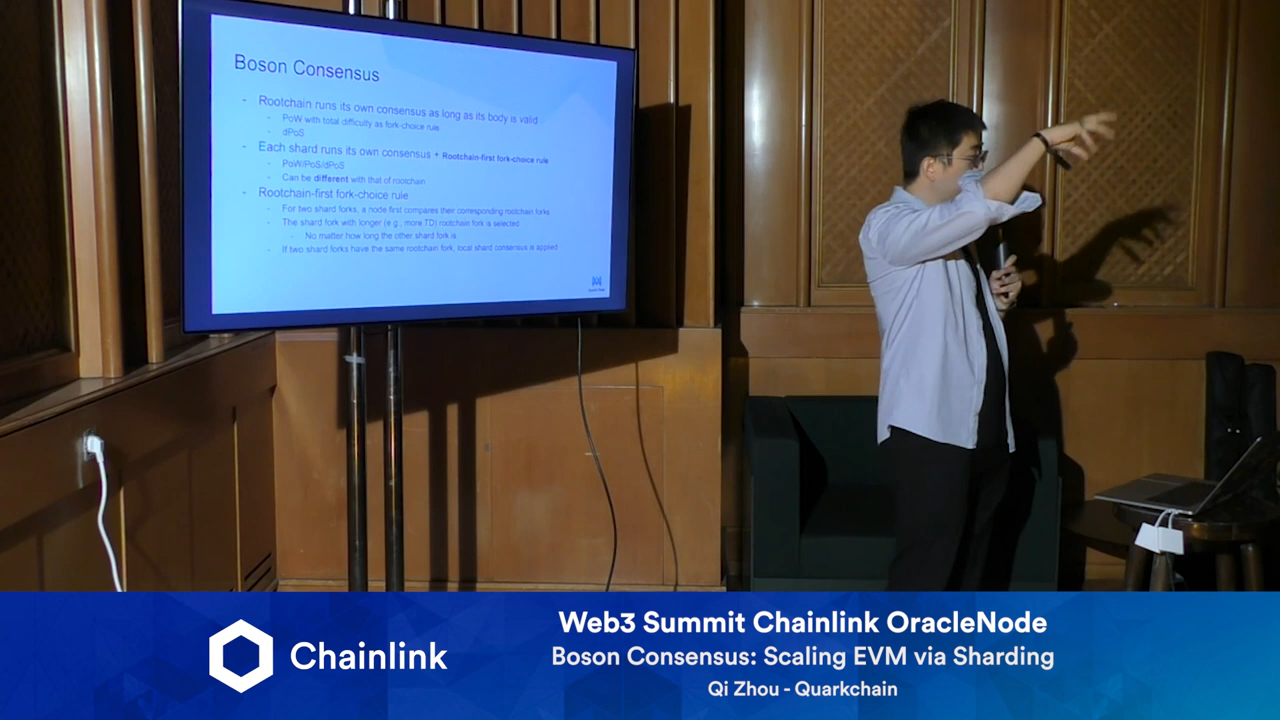 Boson Consensus
- Rootchain runs its own consensus as long as its body is valid
- PoW with total difficulty as fork-choice rule
- dPoS
- Each shard runs its own consensus + Rootchain-first fork-choice rule
- PoW/PoS/dPoS
- Can be different with that of rootchain
- Rootchain-first fork-choice rule
- For two shard forks, a node first compares their corresponding rootchain forks
- The shard fork with longer (e.g., more TD) rootchain fork is selected
- No matter how long the other shard fork is
- If two shard forks have the same rootchain fork, local shard consensus is applied
Chainlink
Web3 Summit Chainlink OracleNode
Boson Consensus: Scaling EVM via Sharding
Qi Zhou - Quarkchain